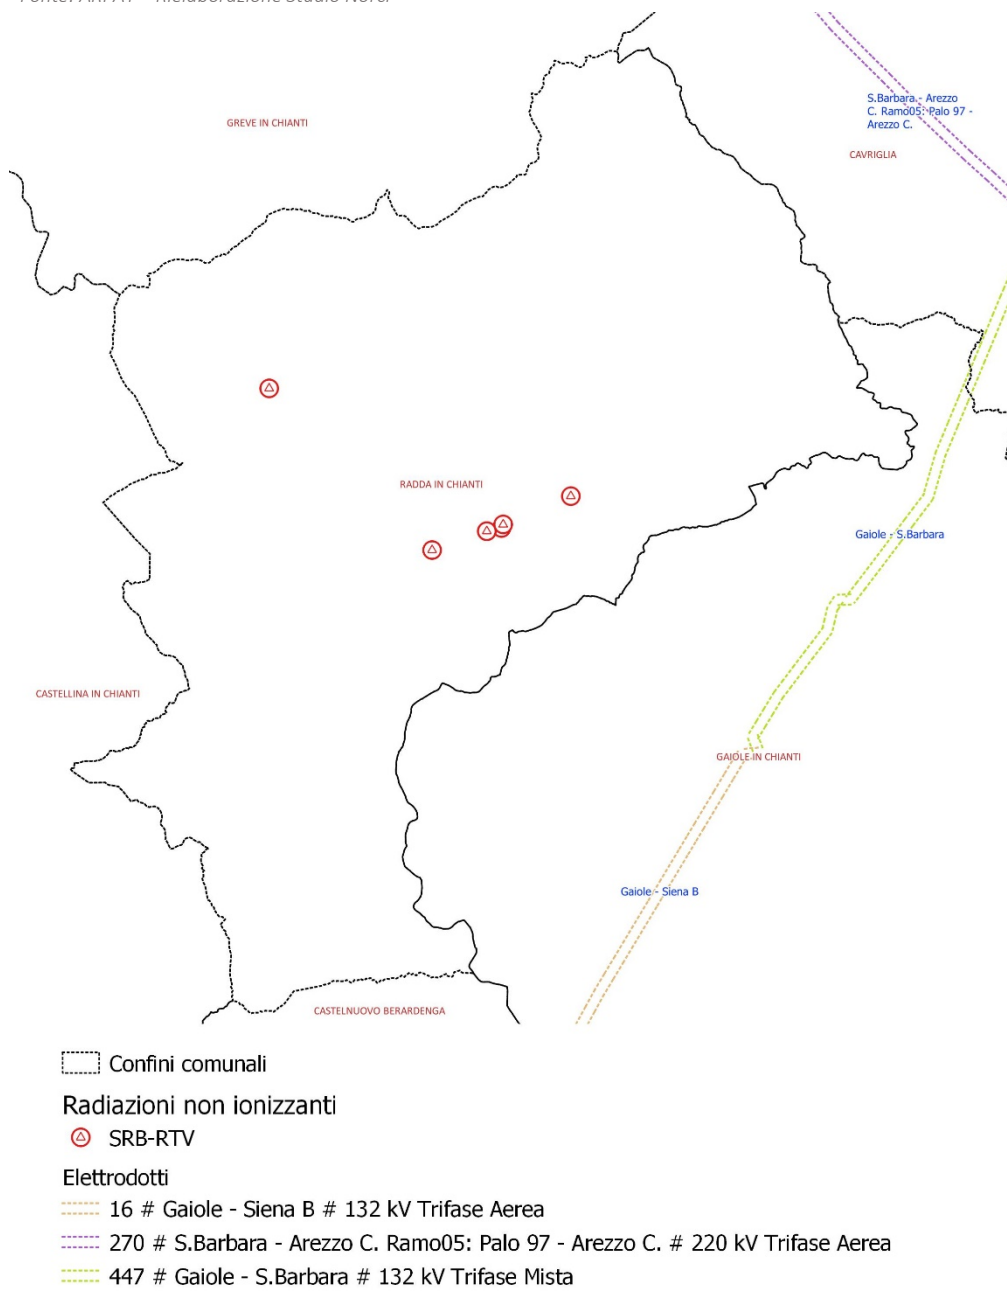 GREVE IN CHIANTI
S.Barbara - Arezzo
C. Ramo05: Palo 97 -
Arezzo C.
CAVRIGLIA
RADDA IN CHIANTI
Gaiole - S.Barbara
CASTELLINA IN CHIANTI
GAIOLE IN CHIANTI
Gaiole - Siena B
CASTELNUOVO BERARDENGA
Confini comunali
Radiazioni non ionizzanti
SRB-RTV
Elettrodotti
16 # Gaiole - Siena B # 132 kV Trifase Aerea
270 # S.Barbara - Arezzo C. Ramo05: Palo 97 - Arezzo C. # 220 kV Trifase Aerea
447 # Gaiole - S.Barbara # 132 kV Trifase Mista